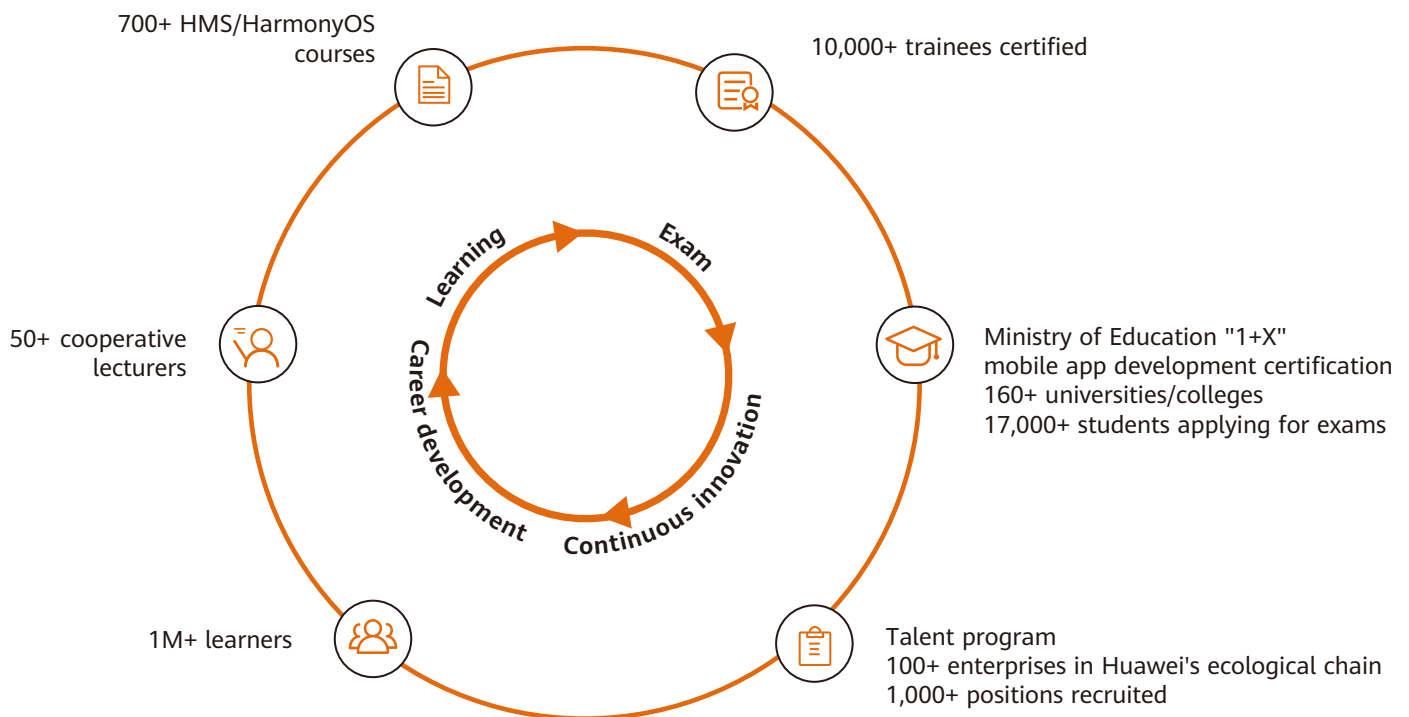 700+ HMS/HarmonyOS
courses
10,000+ trainees certified
Learning
Exam
50+ cooperative
lecturers
Ministry of Education "1+X"
mobile app development certification
160+ universities/colleges
17,000+ students applying for exams
Career development
Continuous innovation
1M+ learners
Talent program
100+ enterprises in Huawei's ecological chain
1,000+ positions recruited